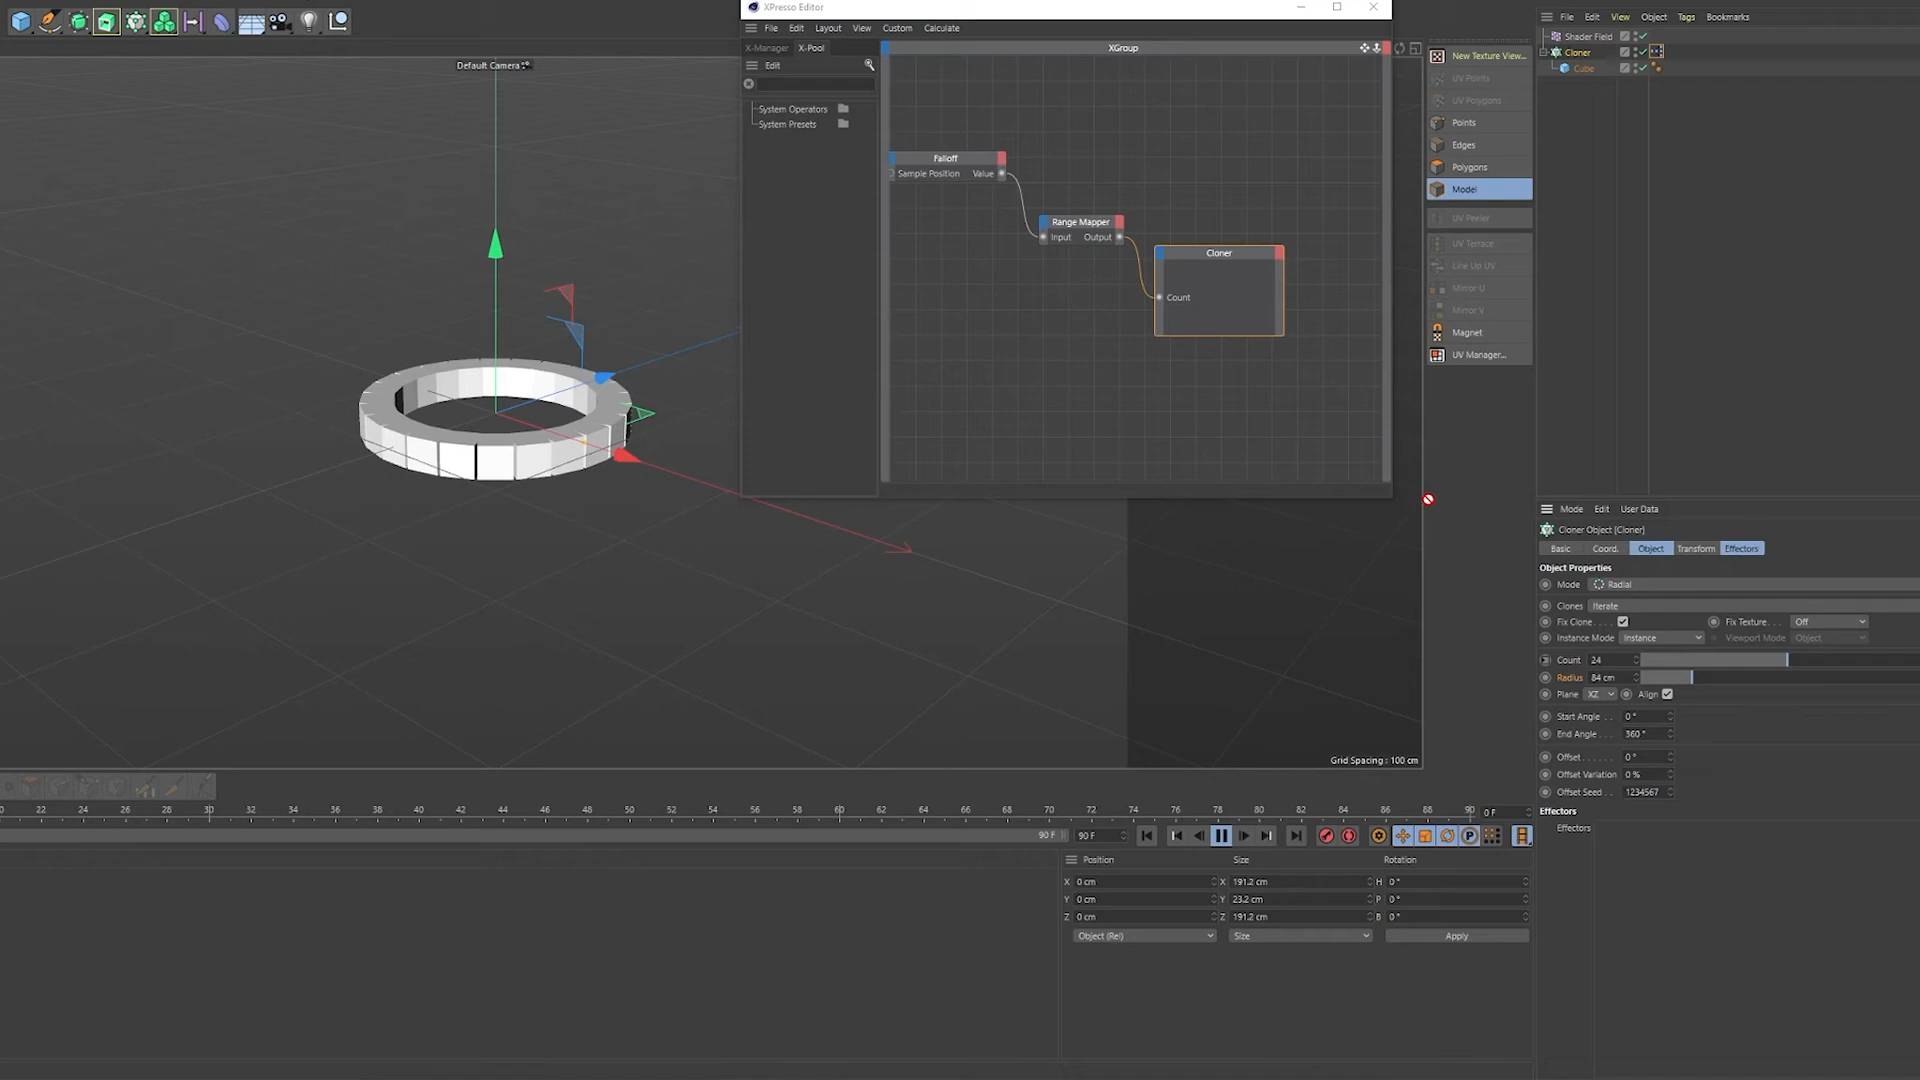 XPresso Editor
File Edit Layout View Custom Calculate
X-Manager X-Pool
Edit
System Operators
System Presets
XGroup
Falloff
Sample Position Value
Range Mapper
Input Output
Cloner
Count
Default Camera
Grid Spacing : 100 cm
New Texture View...
UV Points
UV Polygons
Points
Edges
Polygons
Model
UV Peeler
UV Terrace
Line Up UV
Mirror U
Mirror V
Magnet
UV Manager...
File Edit View Object Tags Bookmarks
Shader Field
Cloner
Cube
Mode Edit User Data
Cloner Object [Cloner]
Basic Coord. Object Transform Effectors
Object Properties
Mode Radial
Clones Iterate
Fix Clone. . . . Fix Texture. . . Off
Instance Mode Instance Viewport Mode Object
Count 24
Radius 84 cm
Plane XZ Align
Start Angle . . 0 °
End Angle . . . 360 °
Offset . . . . . . 0 °
Offset Variation 0 %
Offset Seed . . 1234567
Effectors
Effectors
0 22 24 26 28 30 32 34 36 38 40 42 44 46 48 50 52 54 56 58 60 62 64 66 68 70 72 74 76 78 80 82 84 86 88 90 0 F
90 F 90 F
P
Position Size Rotation
X 0 cm X 191.2 cm H 0 °
Y 0 cm Y 23.2 cm P 0 °
Z 0 cm Z 191.2 cm B 0 °
Object (Rel) Size Apply